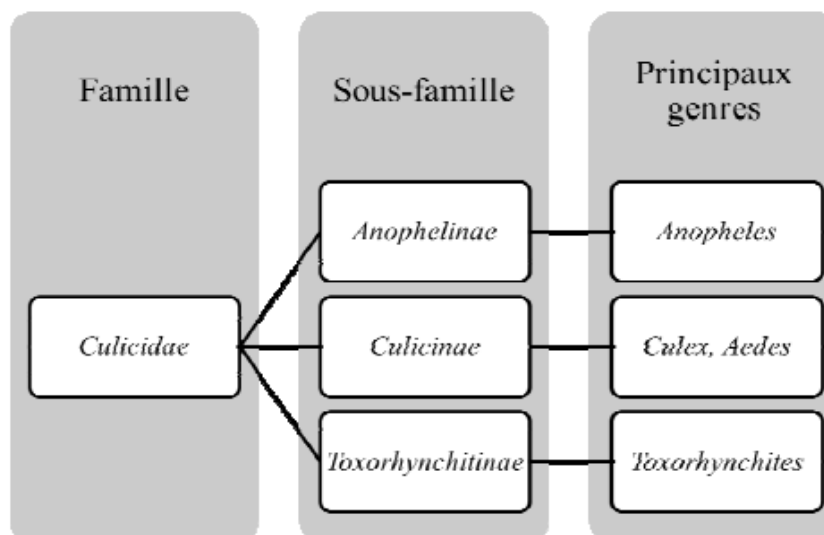 Famille
Sous-famille
Principaux
genres
Anophelinae
Anopheles
Culicidae
Culicinae
Culex, Aedes
Toxorhynchitinae
Toxorhynchites